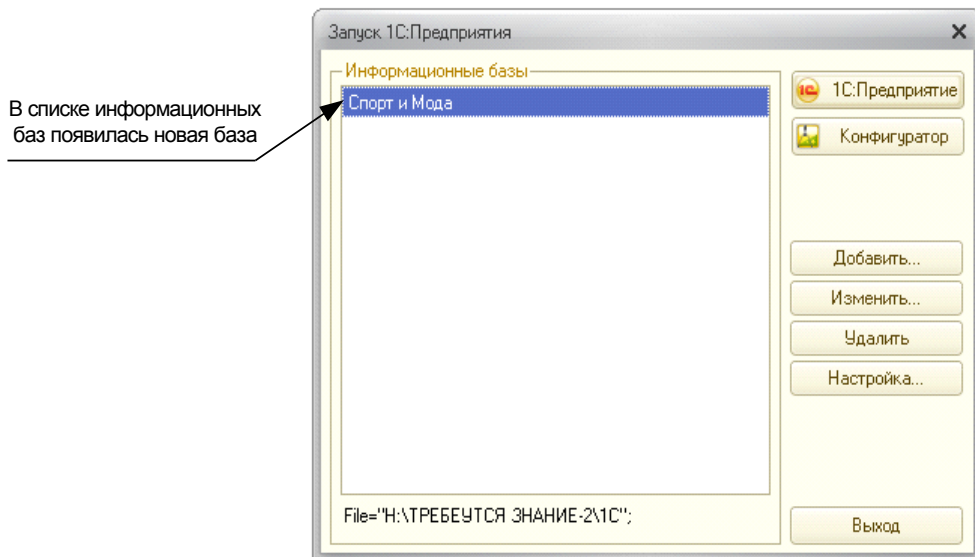 Запуск 1С:Предприятия
Информационные базы
Спорт и Мода
В списке информационных
баз появилась новая база
1С:Предприятие
Конфигуратор
Добавить...
Изменить...
Удалить
Настройка...
File="H:\ТРЕБЕУТСЯ ЗНАНИЕ-2\1С";
Выход